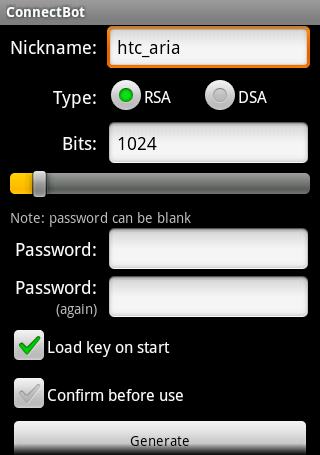 ConnectBot
Nickname: htc_aria
Type: RSA DSA
Bits: 1024
Note: password can be blank
Password:
Password:
(again)
Load key on start
Confirm before use
Generate